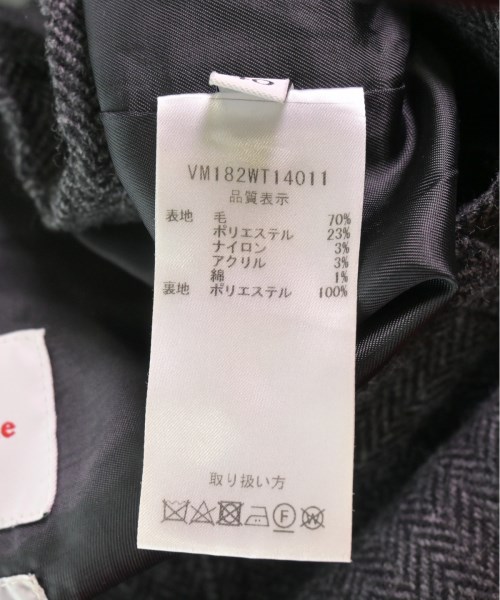 VM182WT14011
品質表示
表地 毛 70%
ポリエステル 23%
ナイロン 3%
アクリル 3%
綿 1%
裏地 ポリエステル 100%
取り扱い方
F W
e